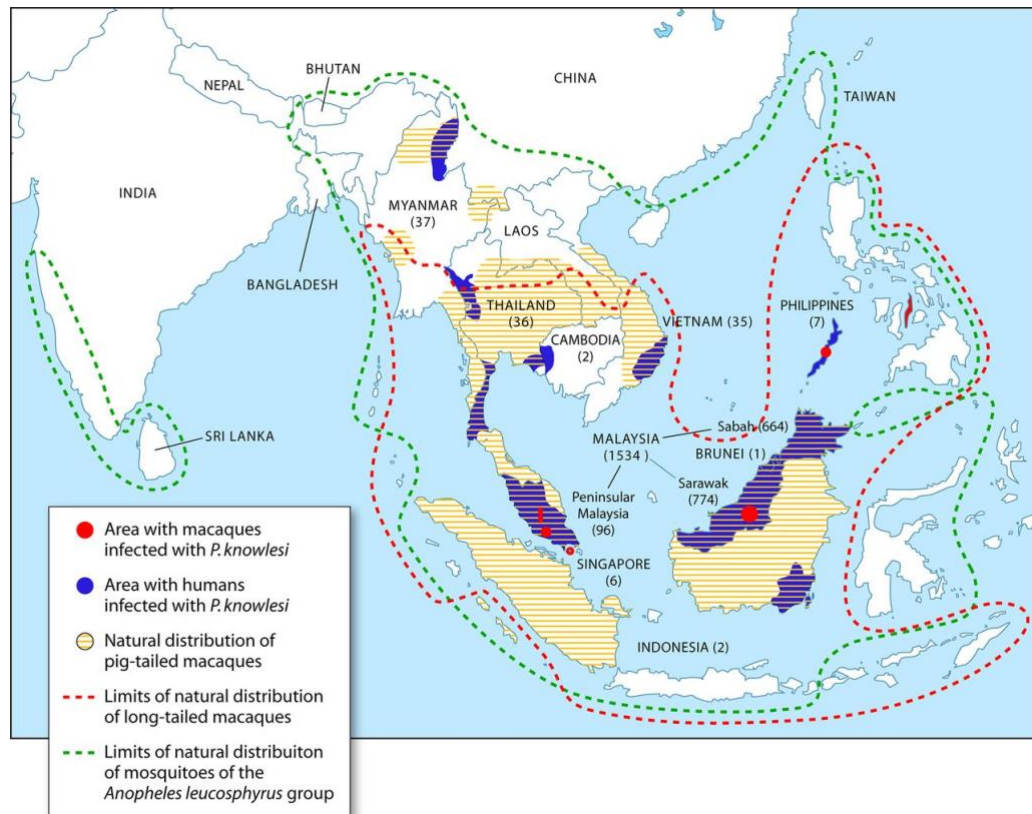 BHUTAN
NEPAL
CHINA
TAIWAN
INDIA
MYANMAR
(37)
LAOS
BANGLADESH
THAILAND
(36)
VIETNAM (35)
PHILIPPINES
(7)
CAMBODIA
(2)
SRI LANKA
MALAYSIA
(1534 )
Sabah (664)
BRUNEI (1)
Sarawak
(774)
Peninsular
Malaysia
(96)
SINGAPORE
(6)
INDONESIA (2)
Area with macaques
infected with P. knowlesi
Area with humans
infected with P. knowlesi
Natural distribution of
pig-tailed macaques
Limits of natural distribution
of long-tailed macaques
Limits of natural distribuiton
of mosquitoes of the
Anopheles leucosphyrus group